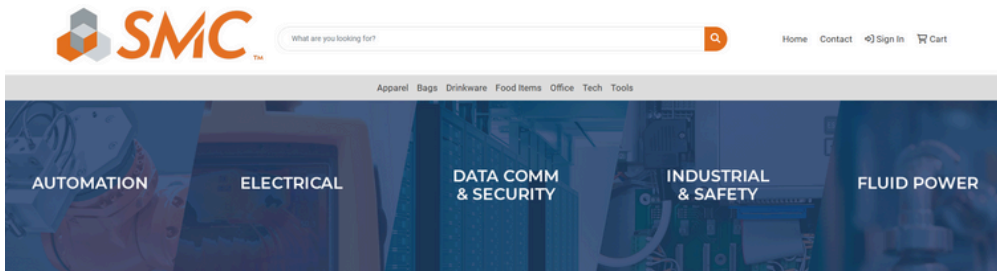 SMC TM
What are you looking for?
Home Contact Sign In Cart
Apparel Bags Drinkware Food Items Office Tech Tools
AUTOMATION
ELECTRICAL
DATA COMM
& SECURITY
INDUSTRIAL
& SAFETY
FLUID POWER